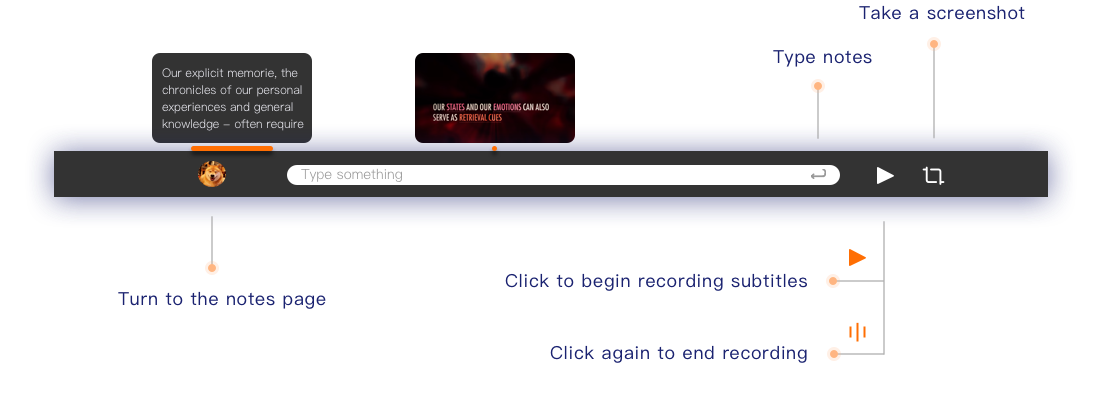 Take a screenshot
Type notes
Our explicit memorie, the
chronicles of our personal
experiences and general
knowledge – often require
OUR STATES AND OUR EMOTIONS CAN ALSO
SERVE AS RETRIEVAL CUES
Type something
Click to begin recording subtitles
Turn to the notes page
Click again to end recording